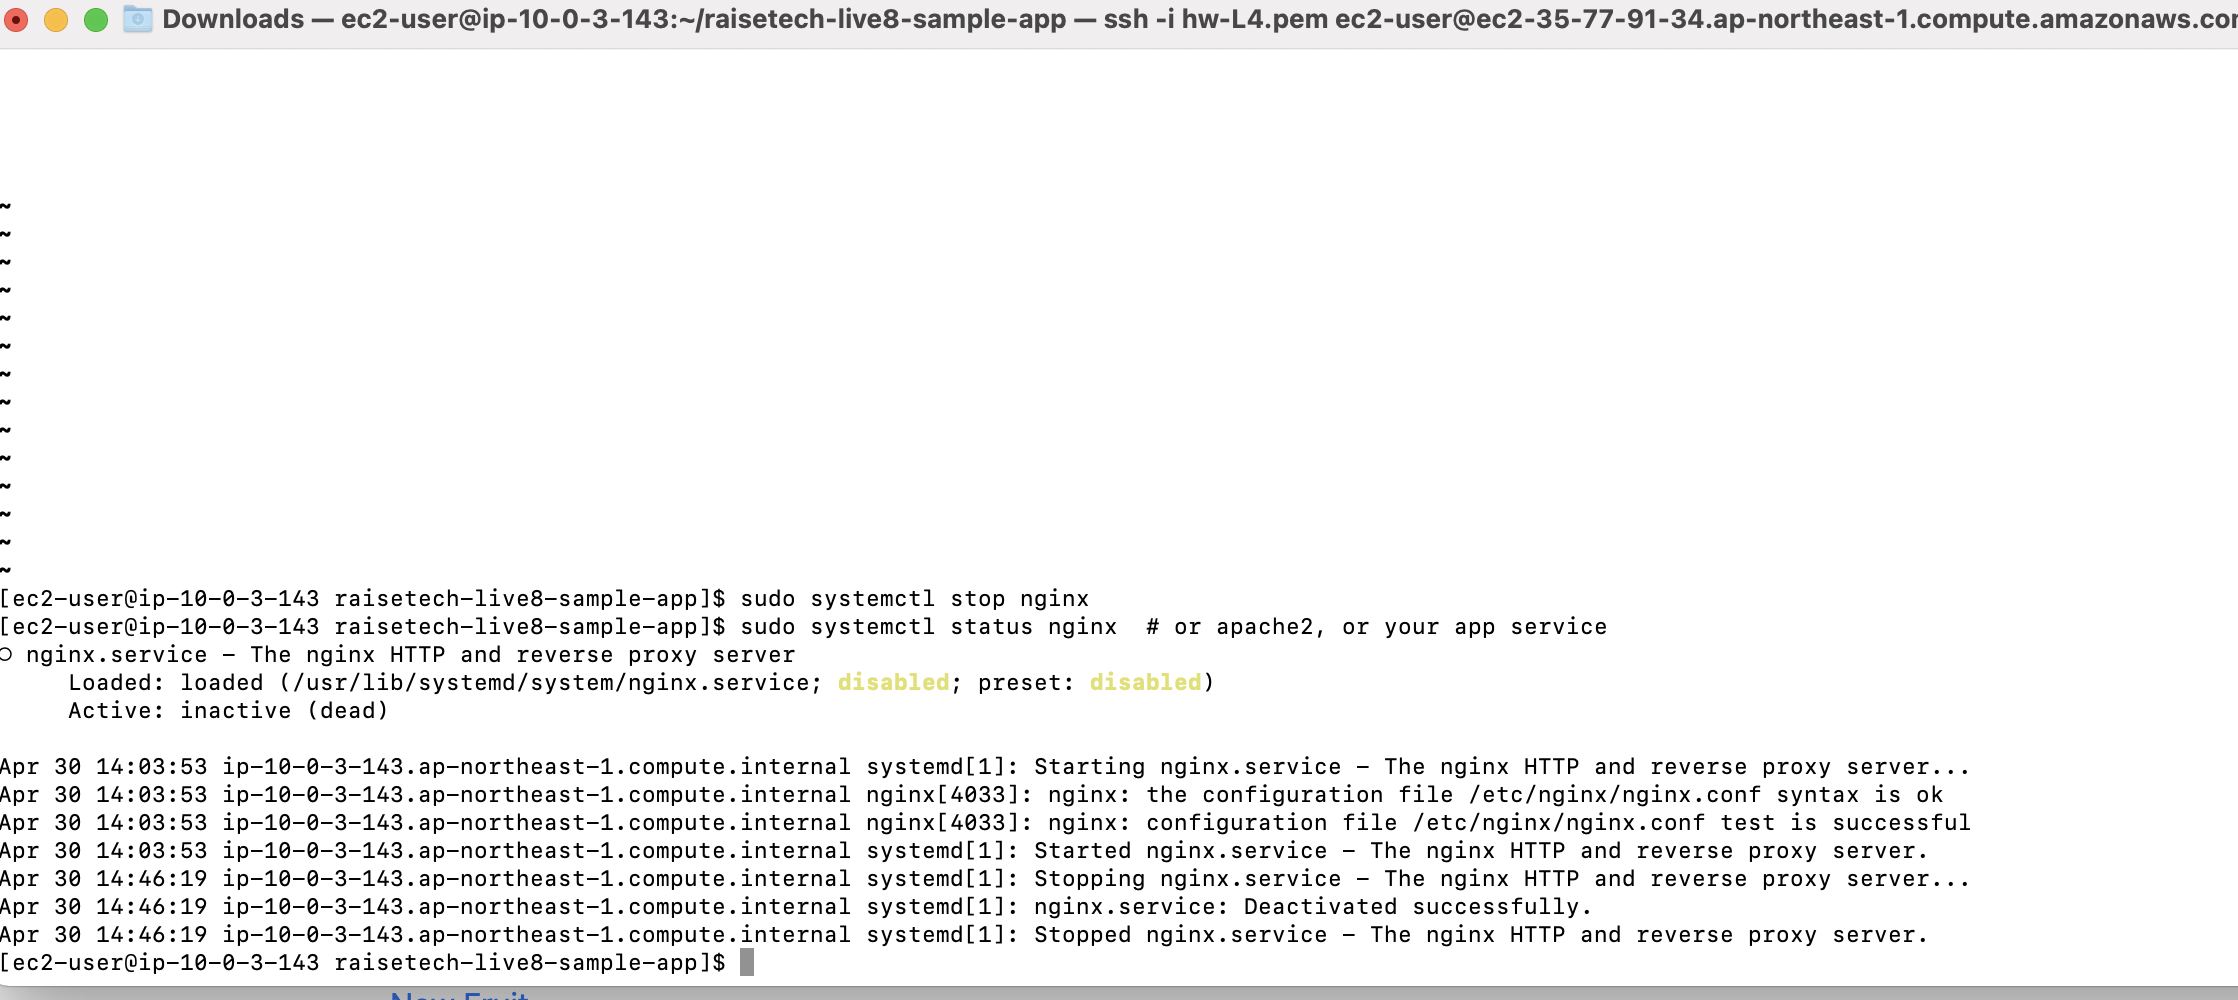 Downloads — ec2-user@ip-10-0-3-143:~/raisetech-live8-sample-app — ssh -i hw-L4.pem ec2-user@ec2-35-77-91-34.ap-northeast-1.compute.amazonaws.co
~
~
~
~
~
~
~
~
~
~
~
~
~
~
[ec2-user@ip-10-0-3-143 raisetech-live8-sample-app]$ sudo systemctl stop nginx
[ec2-user@ip-10-0-3-143 raisetech-live8-sample-app]$ sudo systemctl status nginx  # or apache2, or your app service
○ nginx.service - The nginx HTTP and reverse proxy server
     Loaded: loaded (/usr/lib/systemd/system/nginx.service; disabled; preset: disabled)
     Active: inactive (dead)
Apr 30 14:03:53 ip-10-0-3-143.ap-northeast-1.compute.internal systemd[1]: Starting nginx.service - The nginx HTTP and reverse proxy server...
Apr 30 14:03:53 ip-10-0-3-143.ap-northeast-1.compute.internal nginx[4033]: nginx: the configuration file /etc/nginx/nginx.conf syntax is ok
Apr 30 14:03:53 ip-10-0-3-143.ap-northeast-1.compute.internal nginx[4033]: nginx: configuration file /etc/nginx/nginx.conf test is successful
Apr 30 14:03:53 ip-10-0-3-143.ap-northeast-1.compute.internal systemd[1]: Started nginx.service - The nginx HTTP and reverse proxy server.
Apr 30 14:46:19 ip-10-0-3-143.ap-northeast-1.compute.internal systemd[1]: Stopping nginx.service - The nginx HTTP and reverse proxy server...
Apr 30 14:46:19 ip-10-0-3-143.ap-northeast-1.compute.internal systemd[1]: nginx.service: Deactivated successfully.
Apr 30 14:46:19 ip-10-0-3-143.ap-northeast-1.compute.internal systemd[1]: Stopped nginx.service - The nginx HTTP and reverse proxy server.
[ec2-user@ip-10-0-3-143 raisetech-live8-sample-app]$
New Fruit